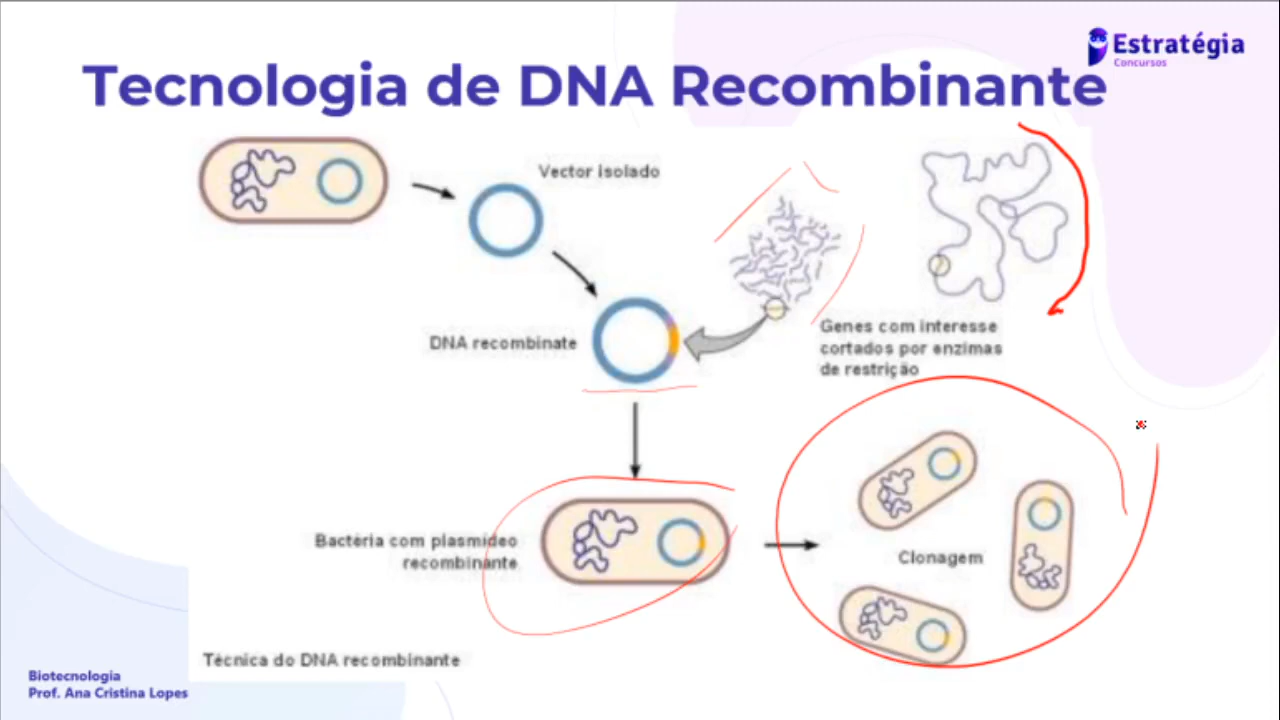 Estratégia
Concursos
Tecnologia de DNA Recombinante
Vector isolado
DNA recombinate
Genes com interesse
cortados por enzimas
de restrição
Bactéria com plasmídeo
recombinante
Clonagem
Técnica do DNA recombinante
Biotecnologia
Prof. Ana Cristina Lopes